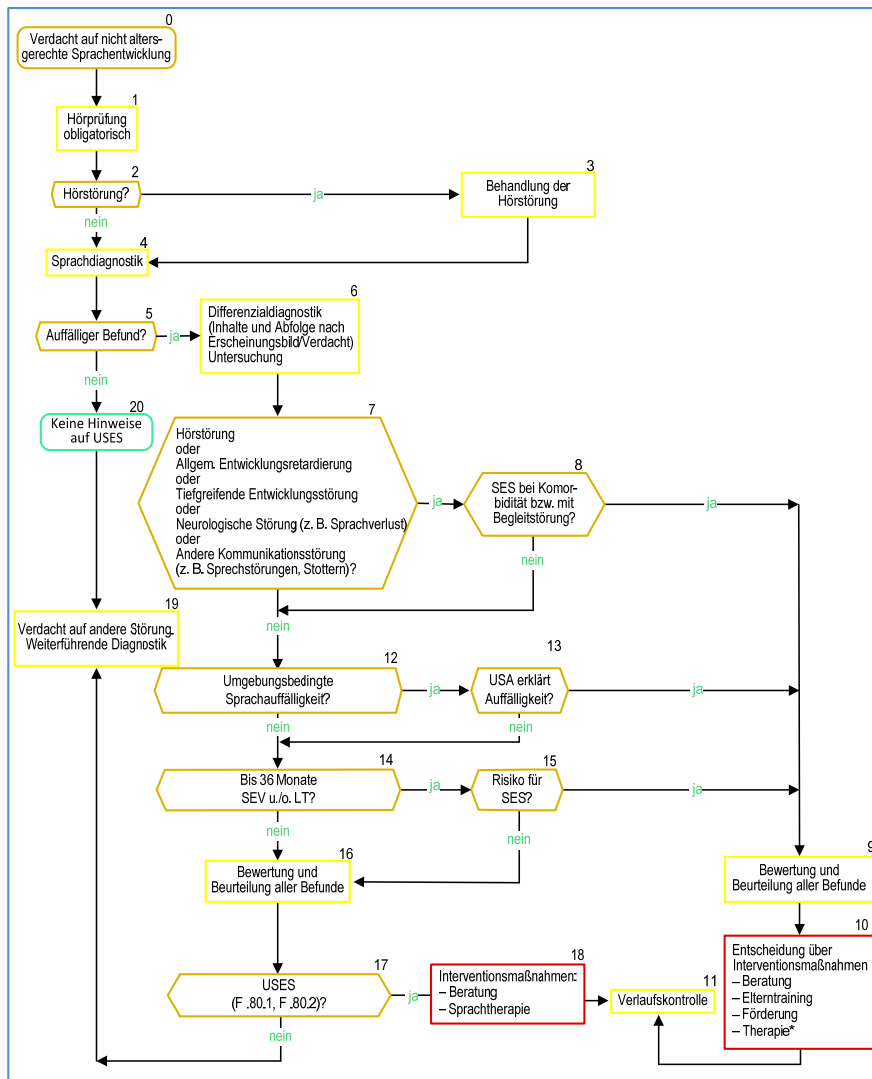 0
Verdacht auf nicht alters-
gerechte Sprachentwicklung
1
Hörprüfung
obligatorisch
2
Hörstörung?
ja
nein
3
Behandlung der
Hörstörung
4
Sprachdiagnostik
5
Auffälliger Befund?
ja
nein
6
Differenzialdiagnostik
(Inhalte und Abfolge nach
Erscheinungsbild/Verdacht)
Untersuchung
20
Keine Hinweise
auf USES
7
Hörstörung
oder
Allgem. Entwicklungsretardierung
oder
Tiefgreifende Entwicklungsstörung
oder
Neurologische Störung (z. B. Sprachverlust)
oder
Andere Kommunikationsstörung
(z. B. Sprechstörungen, Stottern)?
ja
nein
8
SES bei Komor-
bidität bzw. mit
Begleitstörung?
ja
nein
19
Verdacht auf andere Störung.
Weiterführende Diagnostik
12
Umgebungsbedingte
Sprachauffälligkeit?
ja
nein
13
USA erklärt
Auffälligkeit?
ja
nein
14
Bis 36 Monate
SEV u./o. LT?
ja
nein
15
Risiko für
SES?
ja
nein
16
Bewertung und
Beurteilung aller Befunde
9
Bewertung und
Beurteilung aller Befunde
17
USES
(F .80.1, F .80.2)?
ja
nein
18
Interventionsmaßnahmen:
– Beratung
– Sprachtherapie
11
Verlaufskontrolle
10
Entscheidung über
Interventionsmaßnahmen
– Beratung
– Elterntraining
– Förderung
– Therapie*